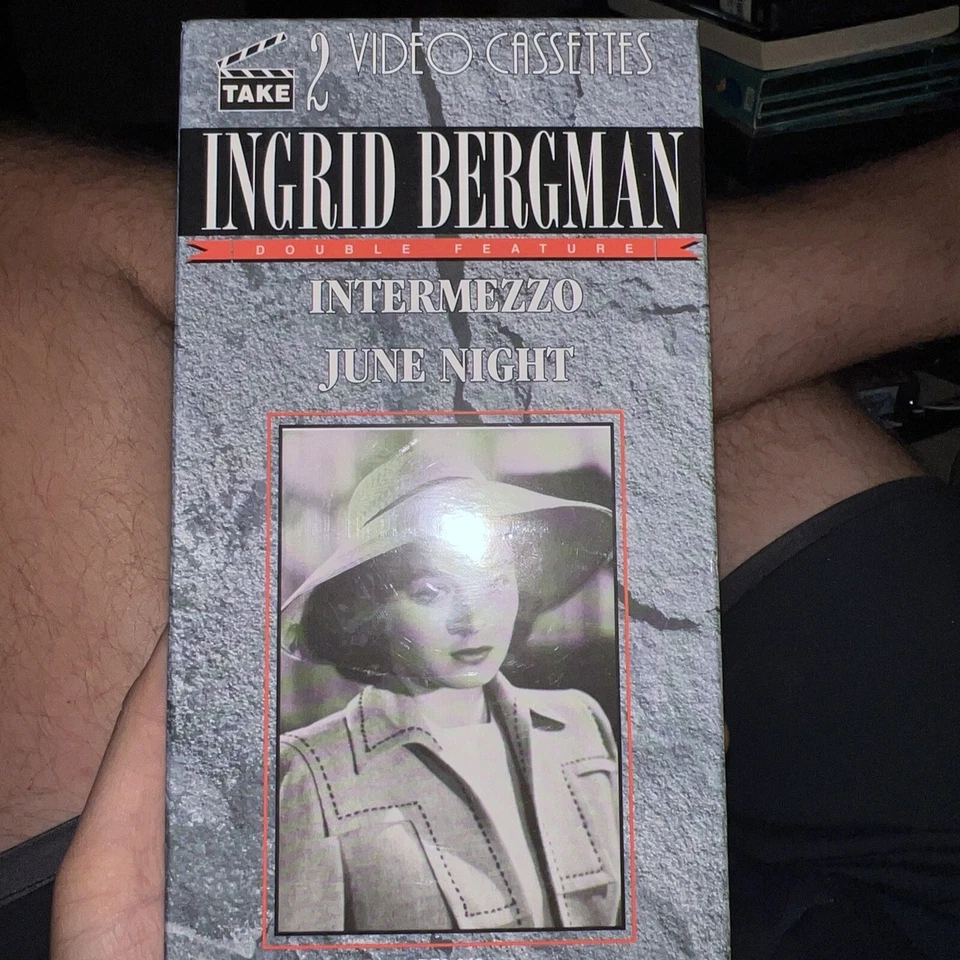 TAKE 2 VIDEO CASSETTES
INGRID BERGMAN
DOUBLE FEATURE
INTERMEZZO
JUNE NIGHT